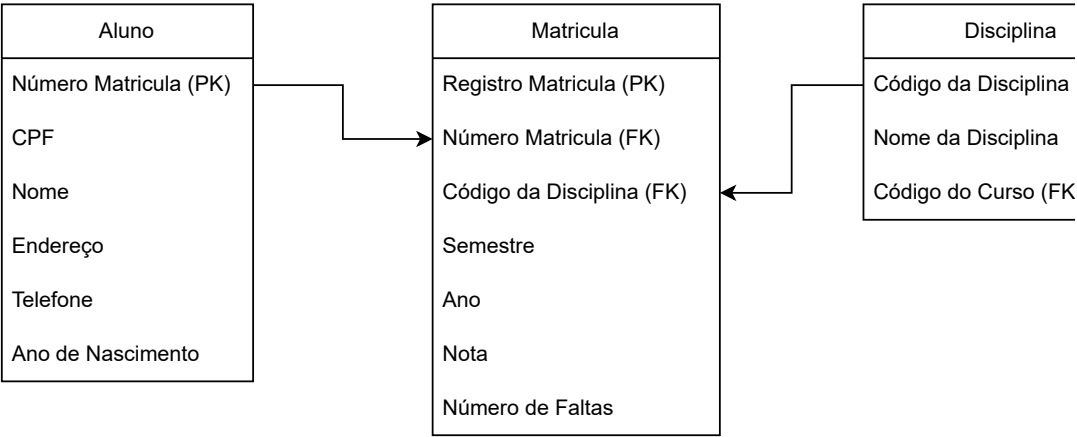 Aluno
Número Matricula (PK)
CPF
Nome
Endereço
Telefone
Ano de Nascimento
Matricula
Registro Matricula (PK)
Número Matricula (FK)
Código da Disciplina (FK)
Semestre
Ano
Nota
Número de Faltas
Disciplina
Código da Disciplina
Nome da Disciplina
Código do Curso (FK